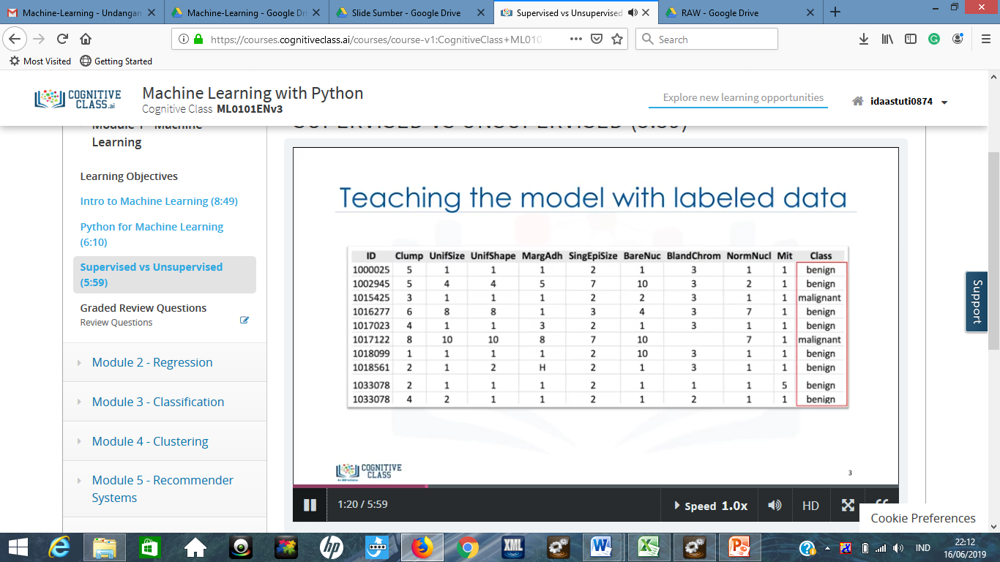 Machine-Learning - Undangan
Machine-Learning - Google Dri
Slide Sumber - Google Drive
Supervised vs Unsupervised
RAW - Google Drive
https://courses.cognitiveclass.ai/courses/course-v1:CognitiveClass+ML010
Search
Most Visited
Getting Started
COGNITIVE
CLASS.ai
Machine Learning with Python
Cognitive Class ML0101ENv3
Explore new learning opportunities
idaastuti0874
Module 1 - Machine
Learning
Learning Objectives
Intro to Machine Learning (8:49)
Python for Machine Learning
(6:10)
Supervised vs Unsupervised
(5:59)
Graded Review Questions
Review Questions
Module 2 - Regression
Module 3 - Classification
Module 4 - Clustering
Module 5 - Recommender
Systems
SUPERVISED VS UNSUPERVISED (5:59)
Teaching the model with labeled data
ID Clump UnifSize UnifShape MargAdh SingEpiSize BareNuc BlandChrom NormNucl Mit Class
1000025 5 1 1 1 2 1 3 1 1 benign
1002945 5 4 4 5 7 10 3 2 1 benign
1015425 3 1 1 1 2 2 3 1 1 malignant
1016277 6 8 8 1 3 4 3 7 1 benign
1017023 4 1 1 3 2 1 3 1 1 benign
1017122 8 10 10 8 7 10 7 1 malignant
1018099 1 1 1 1 2 10 3 1 1 benign
1018561 2 1 2 H 2 1 3 1 1 benign
1033078 2 1 1 1 2 1 1 1 5 benign
1033078 4 2 1 1 2 1 2 1 1 benign
COGNITIVE
CLASS
3
1:20 / 5:59
Speed 1.0x
HD
Support
Cookie Preferences
hp
XML
IND
22:12
16/06/2019